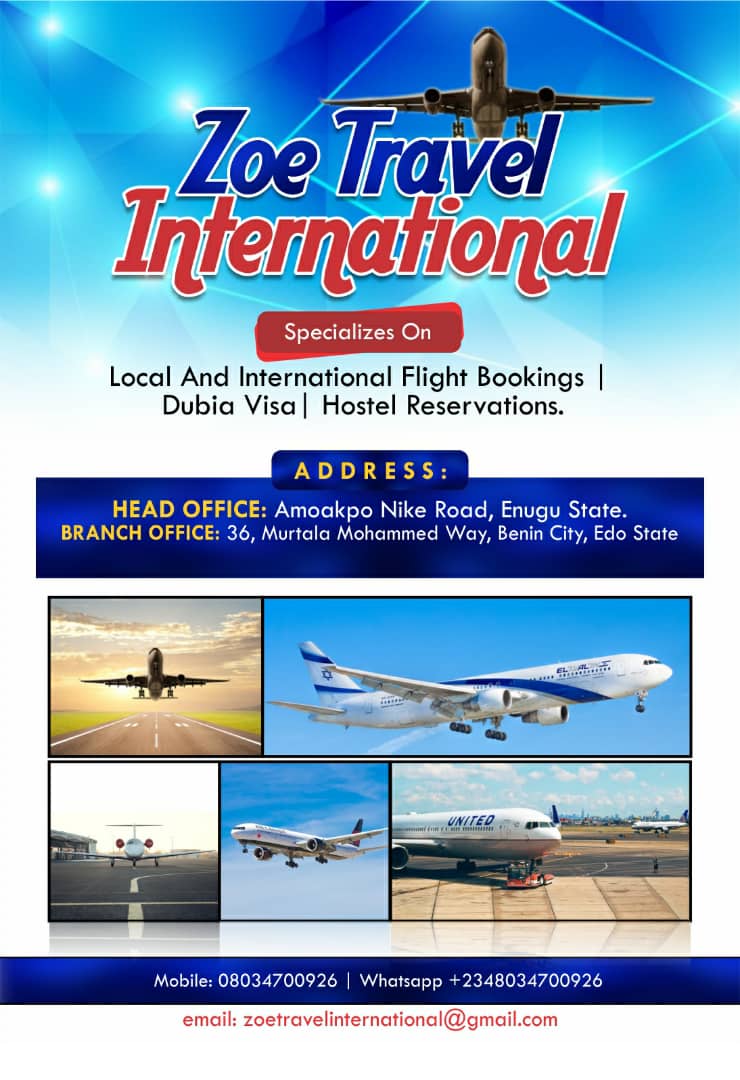 Zoe Travel
International
Specializes On
Local And International Flight Bookings |
Dubia Visa| Hostel Reservations.
ADDRESS:
HEAD OFFICE: Amoakpo Nike Road, Enugu State.
BRANCH OFFICE: 36, Murtala Mohammed Way, Benin City, Edo State
EL AL
UNITED
Mobile: 08034700926 | Whatsapp +2348034700926
email: zoetravelinternational@gmail.com